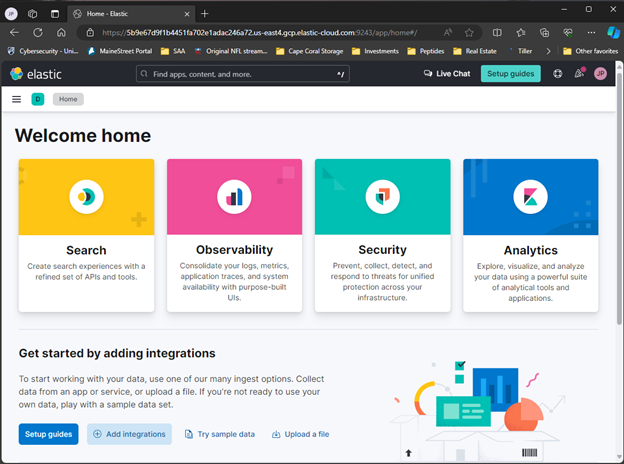 JP
Home - Elastic
https://5b9e67d9f1b4451fa702e1adac246a72.us-east4.gcp.elastic-cloud.com:9243/app/home#/
Cybersecurity - Uni...
MaineStreet Portal
SAA
Original NFL stream...
Cape Coral Storage
Investments
Peptides
Real Estate
Tiller
Other favorites
elastic
Find apps, content, and more.
^/
Live Chat
Setup guides
JP
D
Home
Welcome home
Search
Create search experiences with a
refined set of APIs and tools.
Observability
Consolidate your logs, metrics,
application traces, and system
availability with purpose-built
UIs.
Security
Prevent, collect, detect, and
respond to threats for unified
protection across your
infrastructure.
Analytics
Explore, visualize, and analyze
your data using a powerful suite
of analytical tools and
applications.
Get started by adding integrations
To start working with your data, use one of our many ingest options. Collect
data from an app or service, or upload a file. If you're not ready to use your
own data, play with a sample data set.
Setup guides
Add integrations
Try sample data
Upload a file